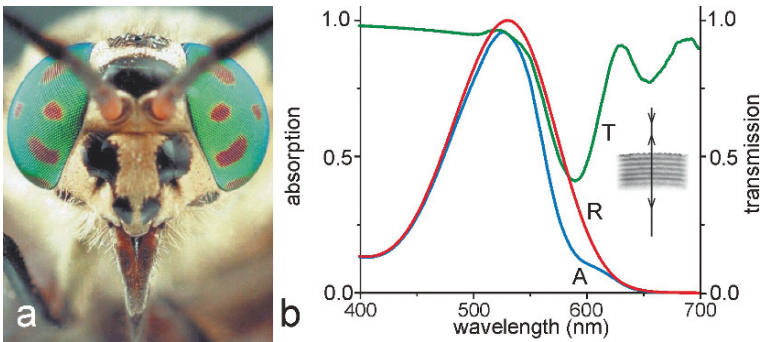 a
b
1.0
0.5
0.0
absorption
T
R
A
1.0
0.5
0.0
transmission
400
500
600
700
wavelength (nm)